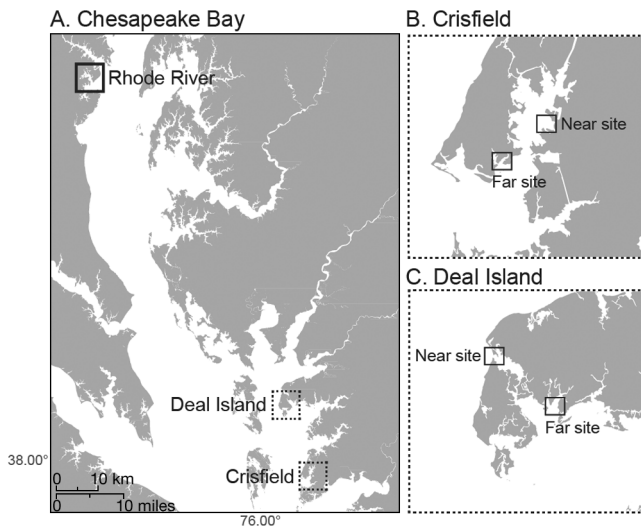 A. Chesapeake Bay
Rhode River
Deal Island
Crisfield
38.00°
0 10 km
0 10 miles
76.00°
B. Crisfield
Near site
Far site
C. Deal Island
Near site
Far site